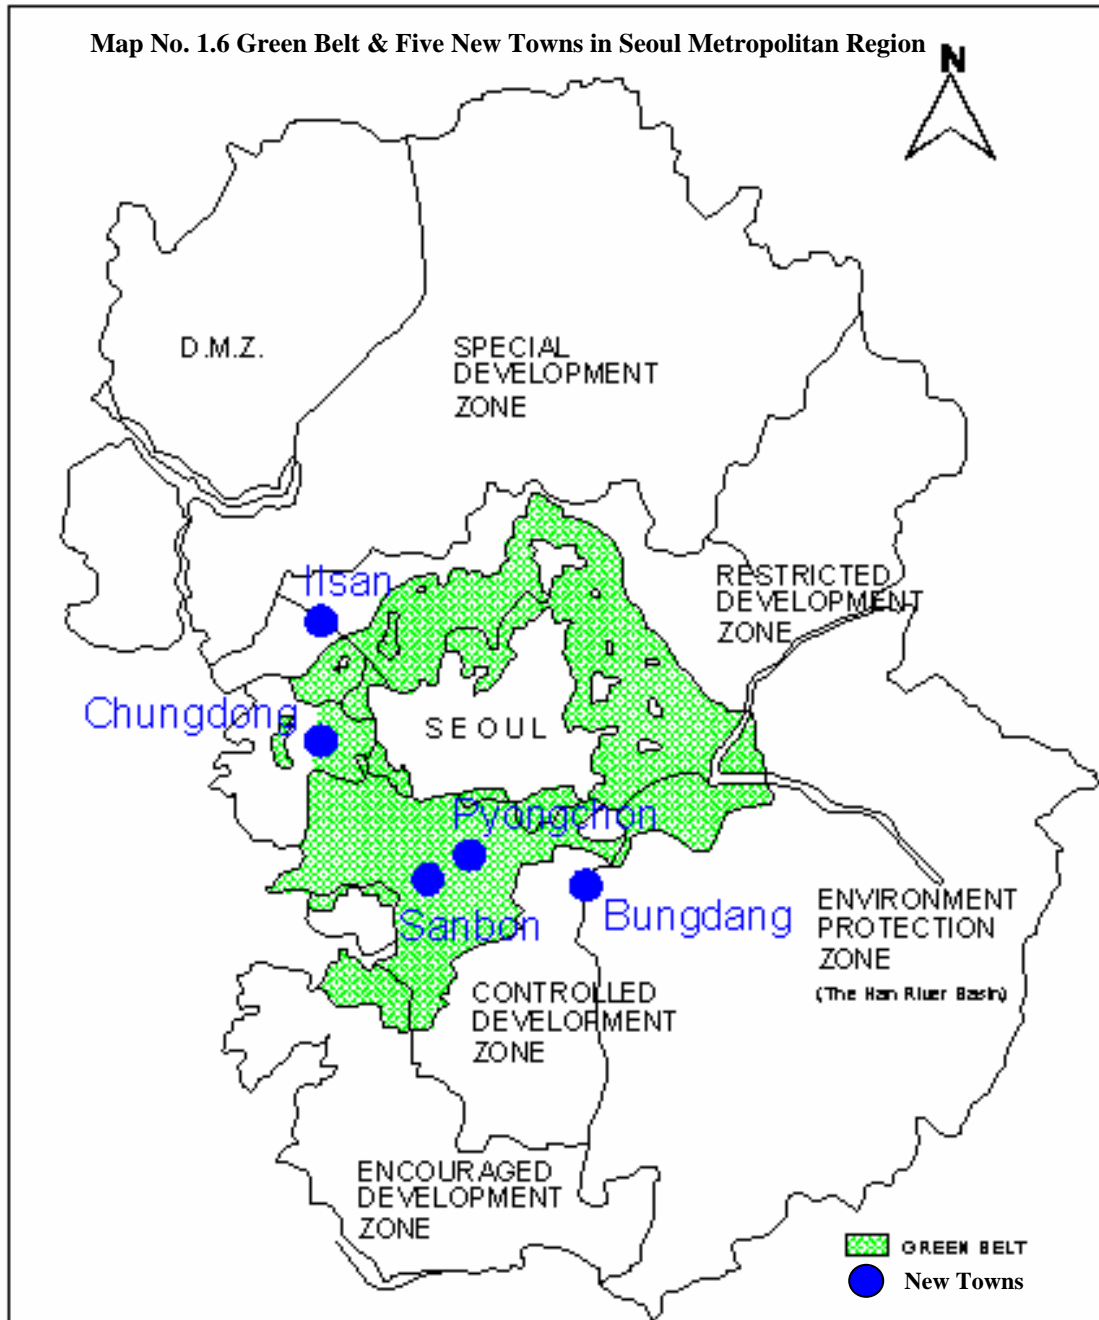 Map No. 1.6 Green Belt & Five New Towns in Seoul Metropolitan Region
N
D.M.Z.
SPECIAL
DEVELOPMENT
ZONE
RESTRICTED
DEVELOPMENT
ZONE
Ilsan
Chungdong
SEOUL
Pyongchon
Sanbon
Bungdang
ENVIRONMENT
PROTECTION
ZONE
(The Han River Basin)
CONTROLLED
DEVELOPMENT
ZONE
ENCOURAGED
DEVELOPMENT
ZONE
GREEN BELT
New Towns